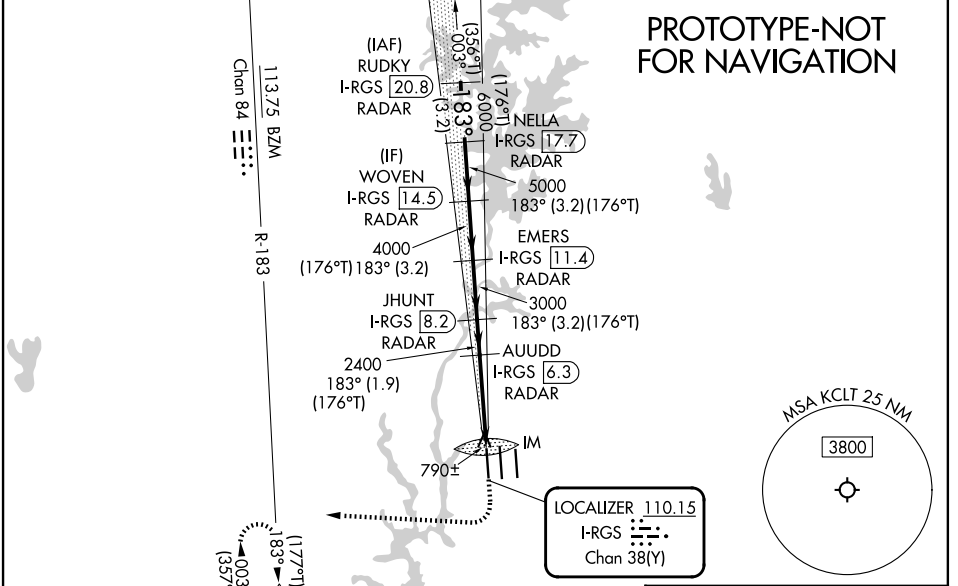 PROTOTYPE-NOT
FOR NAVIGATION
(IAF)
RUDKY
I-RGS 20.8
RADAR
(356°T)
003°
183°
6000
(176°T)
(3.2)
113.75 BZM
Chan 84
R-183
NELLA
I-RGS 17.7
RADAR
(IF)
WOVEN
I-RGS 14.5
RADAR
5000
183° (3.2)(176°T)
4000
(176°T)183° (3.2)
EMERS
I-RGS 11.4
RADAR
JHUNT
I-RGS 8.2
RADAR
3000
183° (3.2)(176°T)
2400
183° (1.9)
(176°T)
AUUDD
I-RGS 6.3
RADAR
IM
790±
MSA KCLT 25 NM
3800
LOCALIZER 110.15
I-RGS
Chan 38(Y)
(177°T)
183°
003
(357°